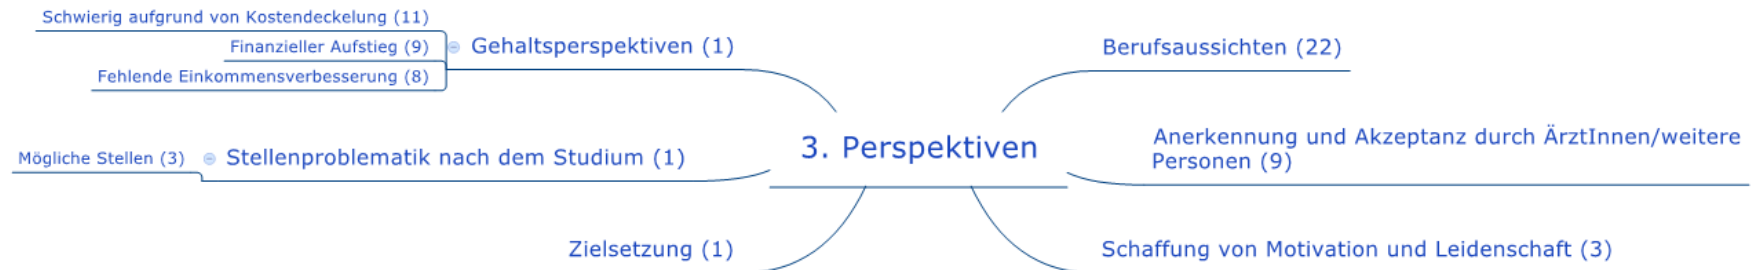 Schwierig aufgrund von Kostendeckelung (11)
Finanzieller Aufstieg (9)
Fehlende Einkommensverbesserung (8)
Gehaltsperspektiven (1)
Berufsaussichten (22)
3. Perspektiven
Anerkennung und Akzeptanz durch ÄrztInnen/weitere
Personen (9)
Mögliche Stellen (3)
Stellenproblematik nach dem Studium (1)
Zielsetzung (1)
Schaffung von Motivation und Leidenschaft (3)